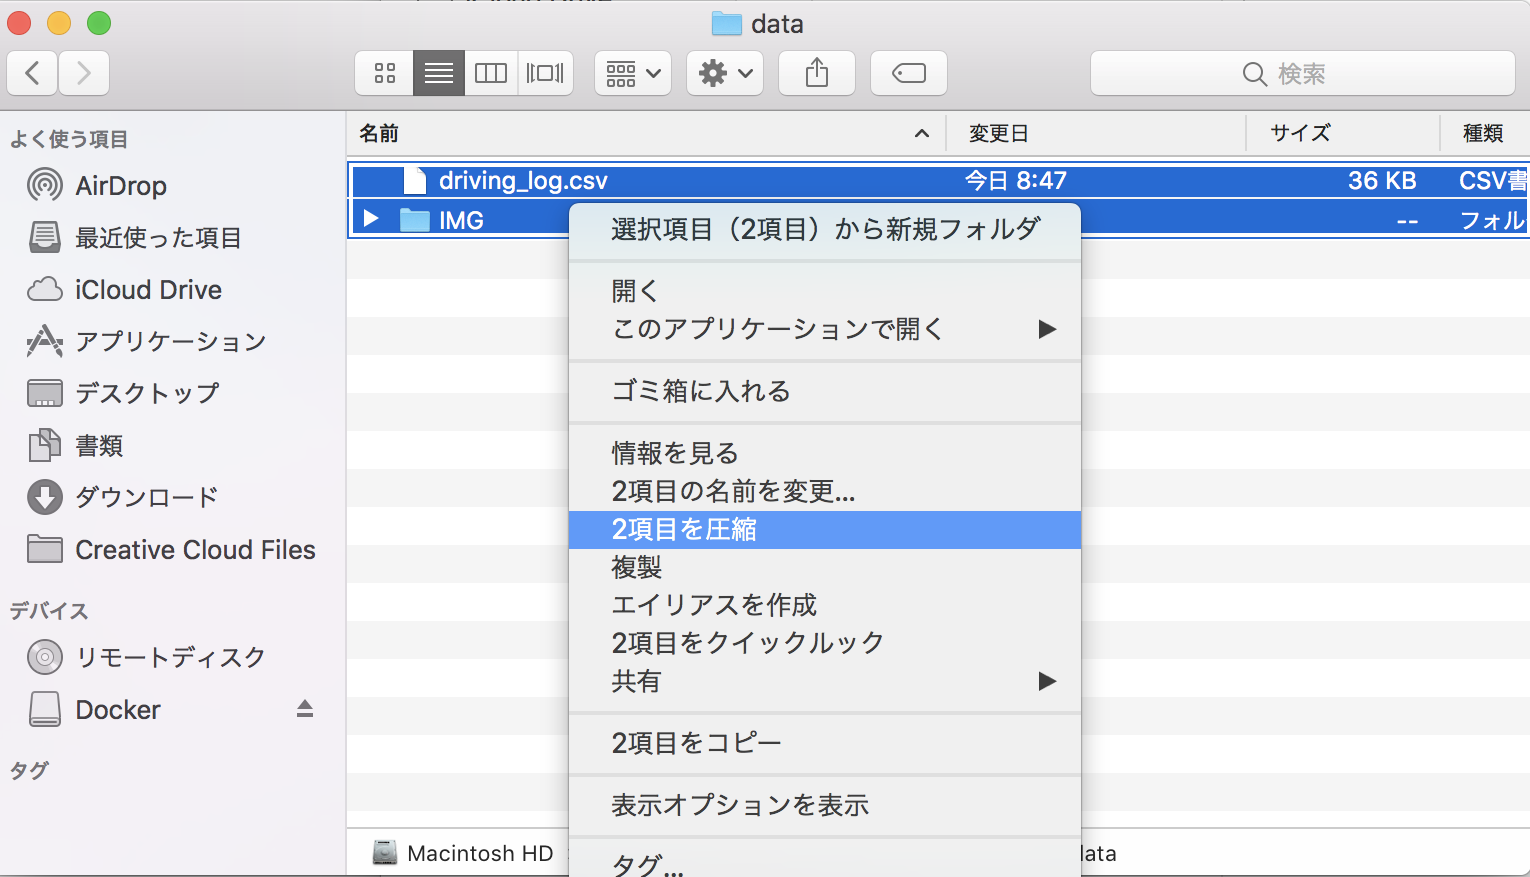 data
検索
よく使う項目
AirDrop
最近使った項目
iCloud Drive
アプリケーション
デスクトップ
書類
ダウンロード
Creative Cloud Files
デバイス
リモートディスク
Docker
タグ
名前 変更日 サイズ 種類
driving_log.csv 今日 8:47 36 KB CSV書
IMG -- フォル
選択項目（2項目）から新規フォルダ
開く
このアプリケーションで開く
ゴミ箱に入れる
情報を見る
2項目の名前を変更...
2項目を圧縮
複製
エイリアスを作成
2項目をクイックルック
共有
2項目をコピー
表示オプションを表示
タグ...
Macintosh HD data